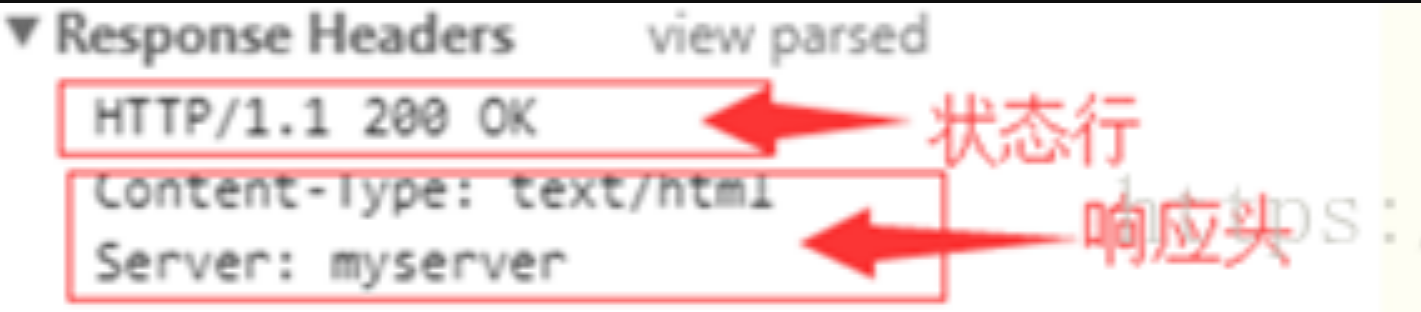 ▼ Response Headers view parsed
HTTP/1.1 200 OK 状态行
Content-Type: text/html
Server: myserver 响应头
https:/